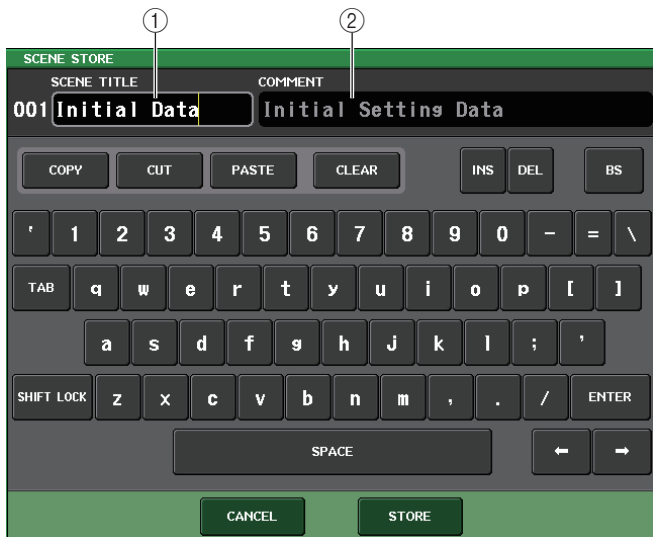 ① ②
SCENE STORE
SCENE TITLE COMMENT
001 Initial Data Initial Setting Data
COPY CUT PASTE CLEAR INS DEL BS
' 1 2 3 4 5 6 7 8 9 0 - = \
TAB q w e r t y u i o p [ ]
a s d f g h j k l ; '
SHIFT LOCK z x c v b n m , . / ENTER
SPACE ← →
CANCEL STORE